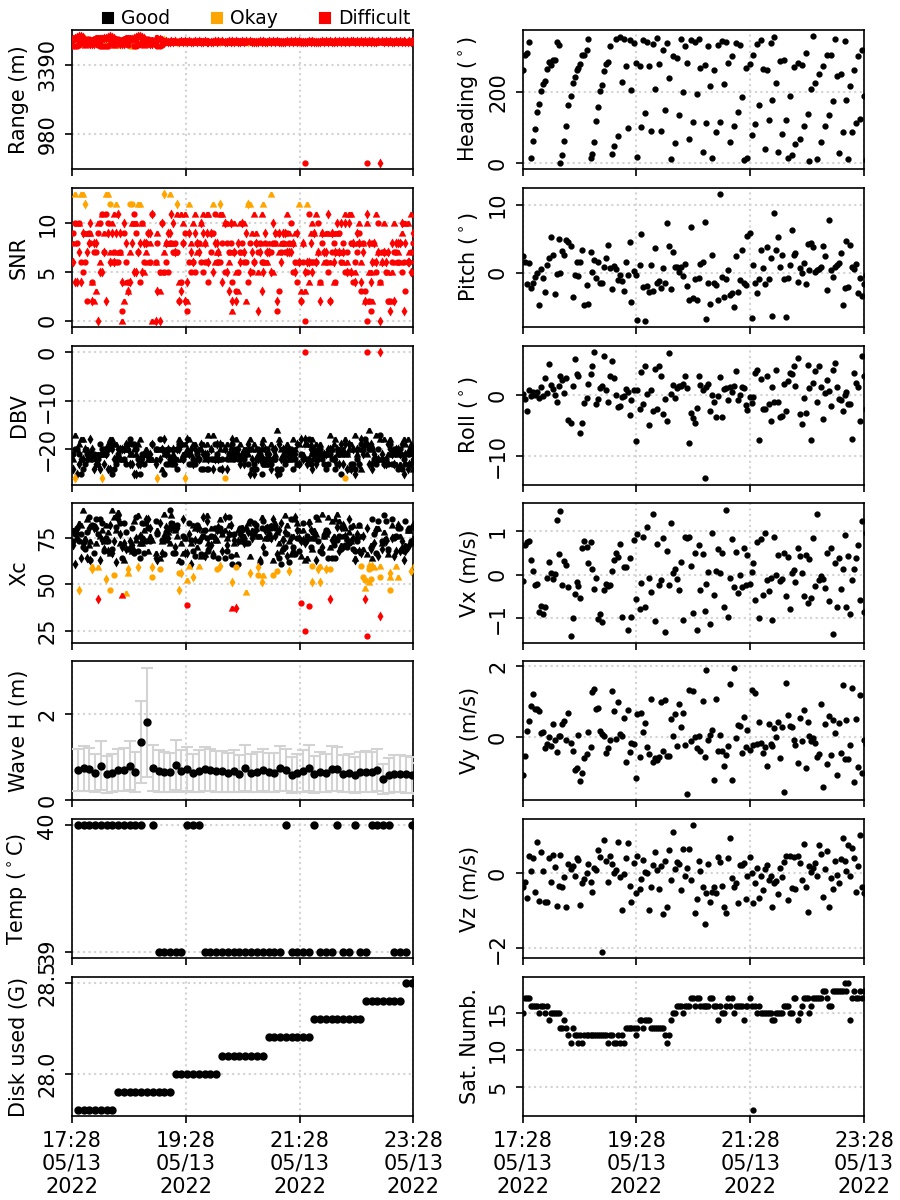 Good Okay Difficult
Range (m)
3390
980
Heading (°)
200
0
SNR
10
5
0
Pitch (°)
10
0
DBV
0
−10
−20
Roll (°)
0
−10
Xc
75
50
25
Vx (m/s)
1
0
−1
Wave H (m)
2
0
Vy (m/s)
2
0
Temp (°C)
40
39
Vz (m/s)
0
−2
Disk used (G)
28.5
28.0
Sat. Numb.
15
10
5
17:28 19:28 21:28 23:28
05/13 05/13 05/13 05/13
2022 2022 2022 2022
17:28 19:28 21:28 23:28
05/13 05/13 05/13 05/13
2022 2022 2022 2022